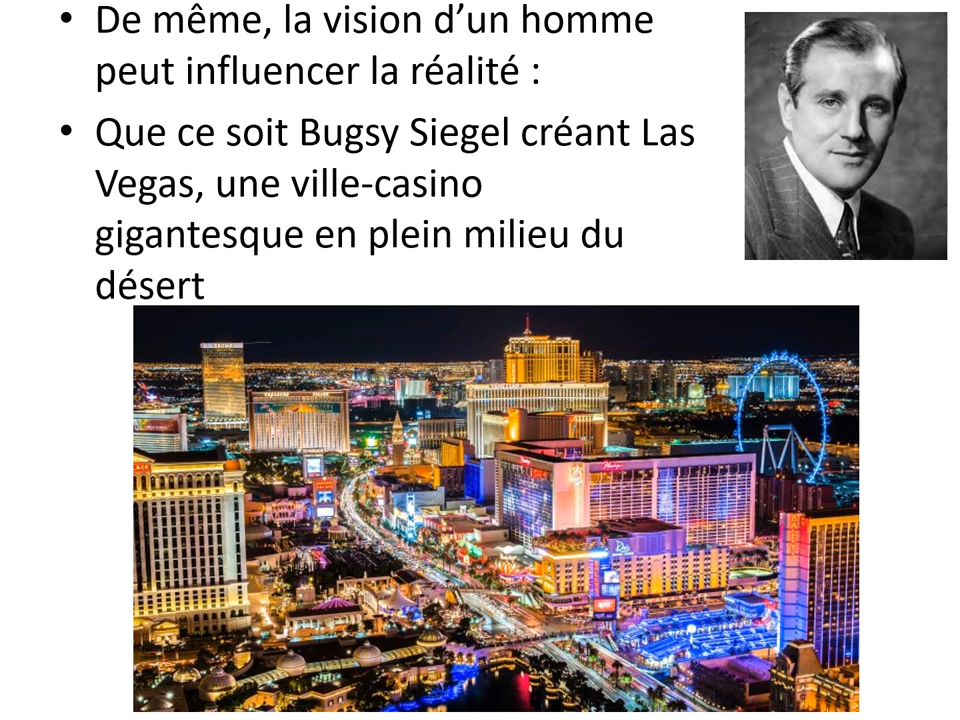 • De même, la vision d’un homme
peut influencer la réalité :
• Que ce soit Bugsy Siegel créant Las
Vegas, une ville-casino
gigantesque en plein milieu du
désert
TRUMP